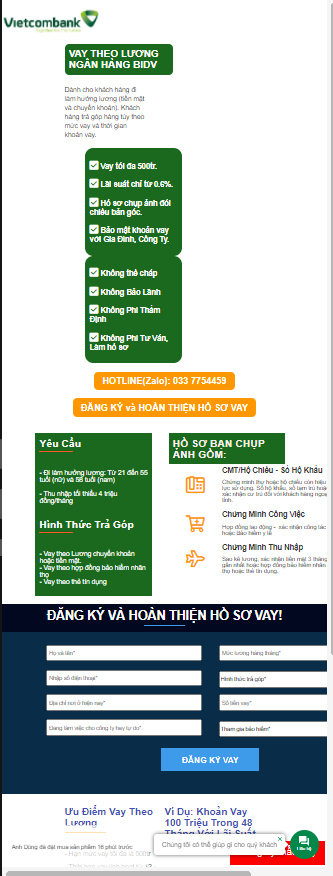 Vietcombank
VAY THEO LƯƠNG
NGÂN HÀNG BIDV
Dành cho khách hàng đi
làm hưởng lương (tiền mặt
và chuyển khoản). Khách
hàng trả góp hàng tùy theo
mức vay và thời gian
khoản vay.
Vay tối đa 500tr.
Lãi suất chỉ từ 0.6%.
Hồ sơ chụp ảnh đối
chiếu bản gốc.
Bảo mật khoản vay
với Gia Đình, Công Ty.
Không thế chấp
Không Bảo Lãnh
Không Phí Thẩm
Định
Không Phí Tư Vấn,
Làm hồ sơ
HOTLINE(Zalo): 033 7754459
ĐĂNG KÝ và HOÀN THIỆN HỒ SƠ VAY
Yêu Cầu
- Đi làm hưởng lương: Từ 21 đến 55
tuổi (nữ) và 58 tuổi (nam)
- Thu nhập tối thiểu 4 triệu
đồng/tháng
Hình Thức Trả Góp
- Vay theo Lương chuyển khoản
hoặc tiền mặt.
- Vay theo hợp đồng bảo hiểm nhân
thọ
- Vay theo thẻ tín dụng
HỒ SƠ BẠN CHỤP
ẢNH GỒM:
CMT/Hộ Chiếu - Sổ Hộ Khẩu
Chứng minh thư hoặc hộ chiếu còn hiệu
lực sử dụng. Sổ hộ khẩu, sổ tạm trú hoặc
xác nhận cư trú đối với khách hàng ngoại
tỉnh.
Chứng Minh Công Việc
Hợp đồng lao động - xác nhận công tác
hoặc Bảo hiểm y tế
Chứng Minh Thu Nhập
Sao kê lương, xác nhận tiền mặt 3 tháng
gần nhất hoặc hợp đồng bảo hiểm nhân
thọ hoặc thẻ tín dụng
ĐĂNG KÝ VÀ HOÀN THIỆN HỒ SƠ VAY!
Họ và tên*
Mức lương hàng tháng*
Nhập số điện thoại*
Hình thức trả góp*
Địa chỉ nơi ở hiện nay*
Số tiền vay*
Đang làm việc cho công ty hay tự do*
Tham gia bảo hiểm*
ĐĂNG KÝ VAY
Ưu Điểm Vay Theo
Lương
Ví Dụ: Khoản Vay
100 Triệu Trong 48
Tháng Với Lãi Suất
Anh Dũng đã đặt mua sản phẩm 16 phút trước
- Hạn mức vay tối đa là 500tr
Chúng tôi có thể giúp gì cho quý khách
Liên hệ